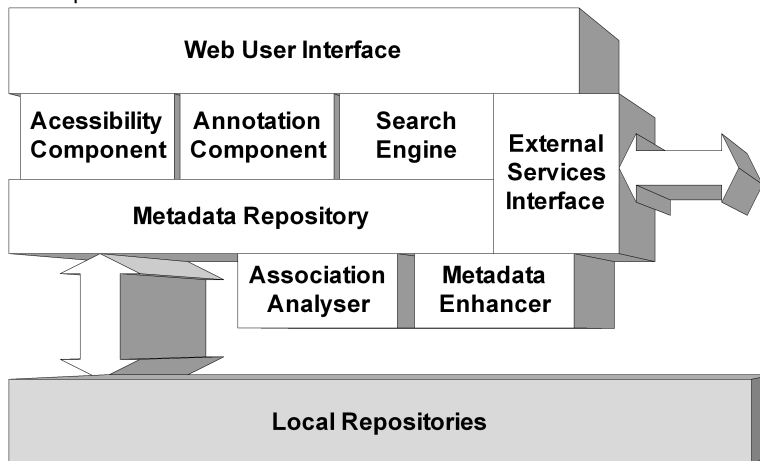 Web User Interface
Acessibility
Component
Annotation
Component
Search
Engine
External
Services
Interface
Metadata Repository
Association
Analyser
Metadata
Enhancer
Local Repositories